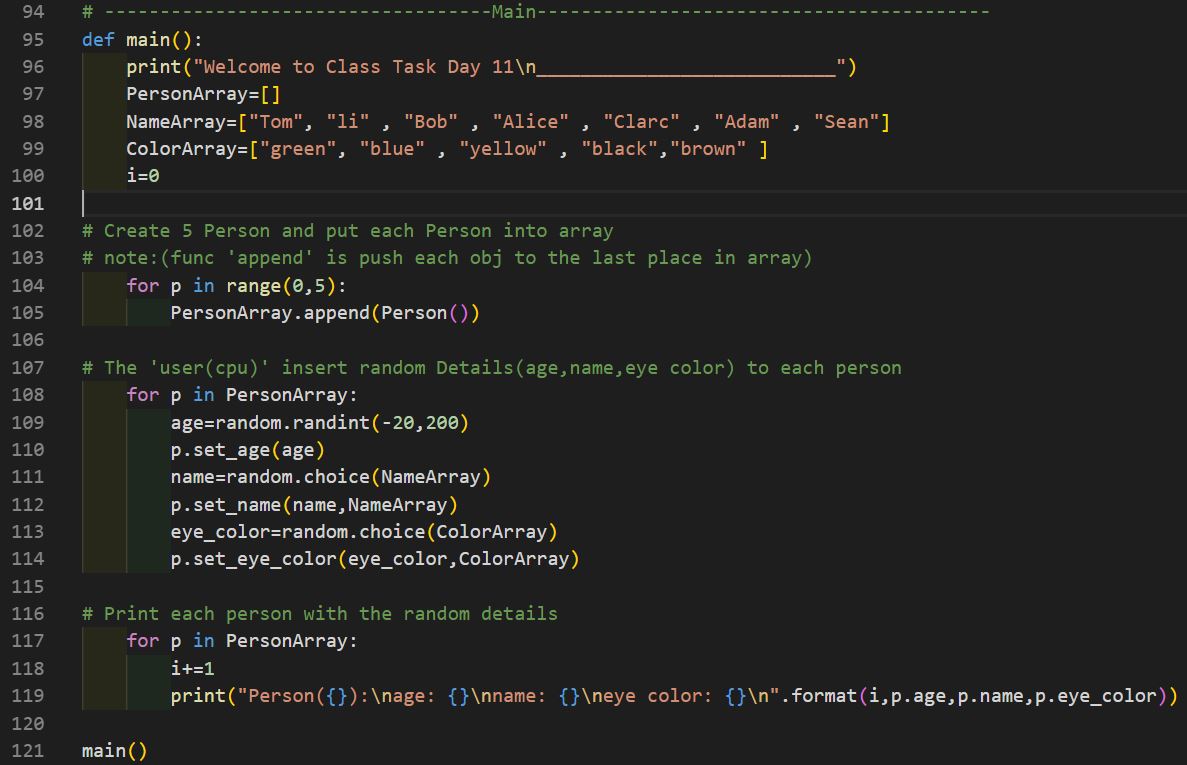 94 # -----------------------------------Main-----------------------------------------
95 def main():
96     print("Welcome to Class Task Day 11\n___________________________")
97     PersonArray=[]
98     NameArray=["Tom", "li" , "Bob" , "Alice" , "Clarc" , "Adam" , "Sean"]
99     ColorArray=["green", "blue" , "yellow" , "black","brown" ]
100     i=0
101
102 # Create 5 Person and put each Person into array
103 # note:(func 'append' is push each obj to the last place in array)
104     for p in range(0,5):
105         PersonArray.append(Person())
106
107 # The 'user(cpu)' insert random Details(age,name,eye color) to each person
108     for p in PersonArray:
109         age=random.randint(-20,200)
110         p.set_age(age)
111         name=random.choice(NameArray)
112         p.set_name(name,NameArray)
113         eye_color=random.choice(ColorArray)
114         p.set_eye_color(eye_color,ColorArray)
115
116 # Print each person with the random details
117     for p in PersonArray:
118         i+=1
119         print("Person({}):\nage: {}\nname: {}\neye color: {}\n".format(i,p.age,p.name,p.eye_color))
120
121 main()